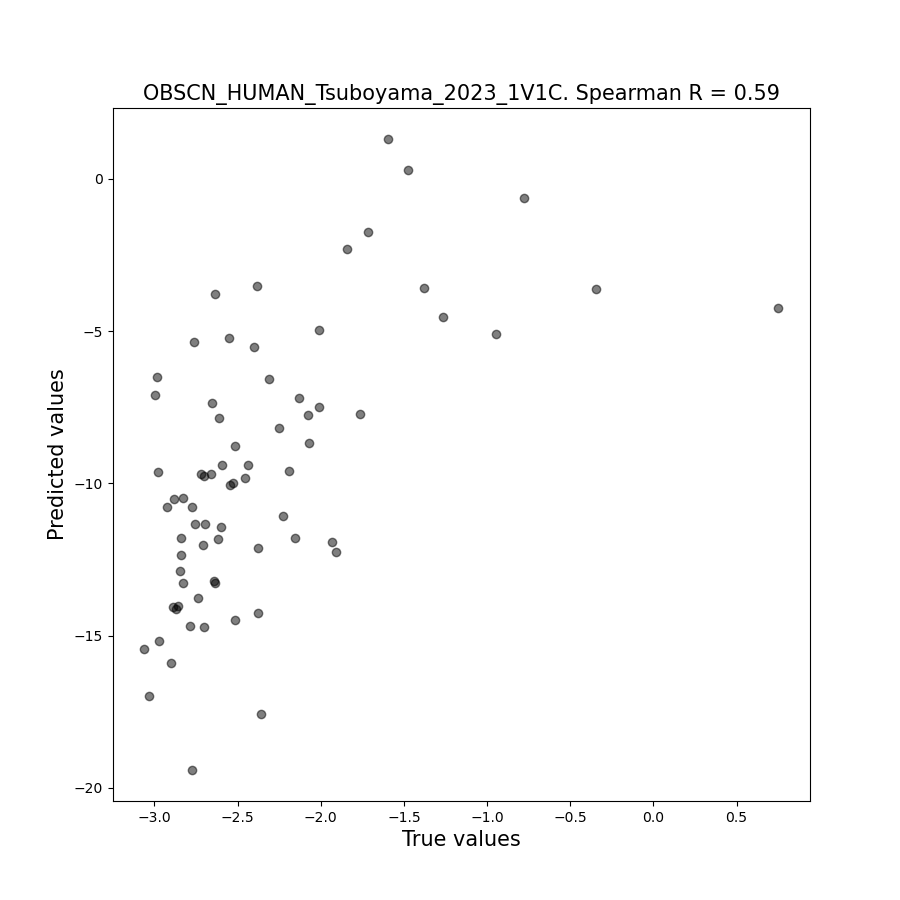 OBSCN_HUMAN_Tsuboyama_2023_1V1C. Spearman R = 0.59
0
−5
−10
−15
−20
Predicted values
−3.0 −2.5 −2.0 −1.5 −1.0 −0.5 0.0 0.5
True values